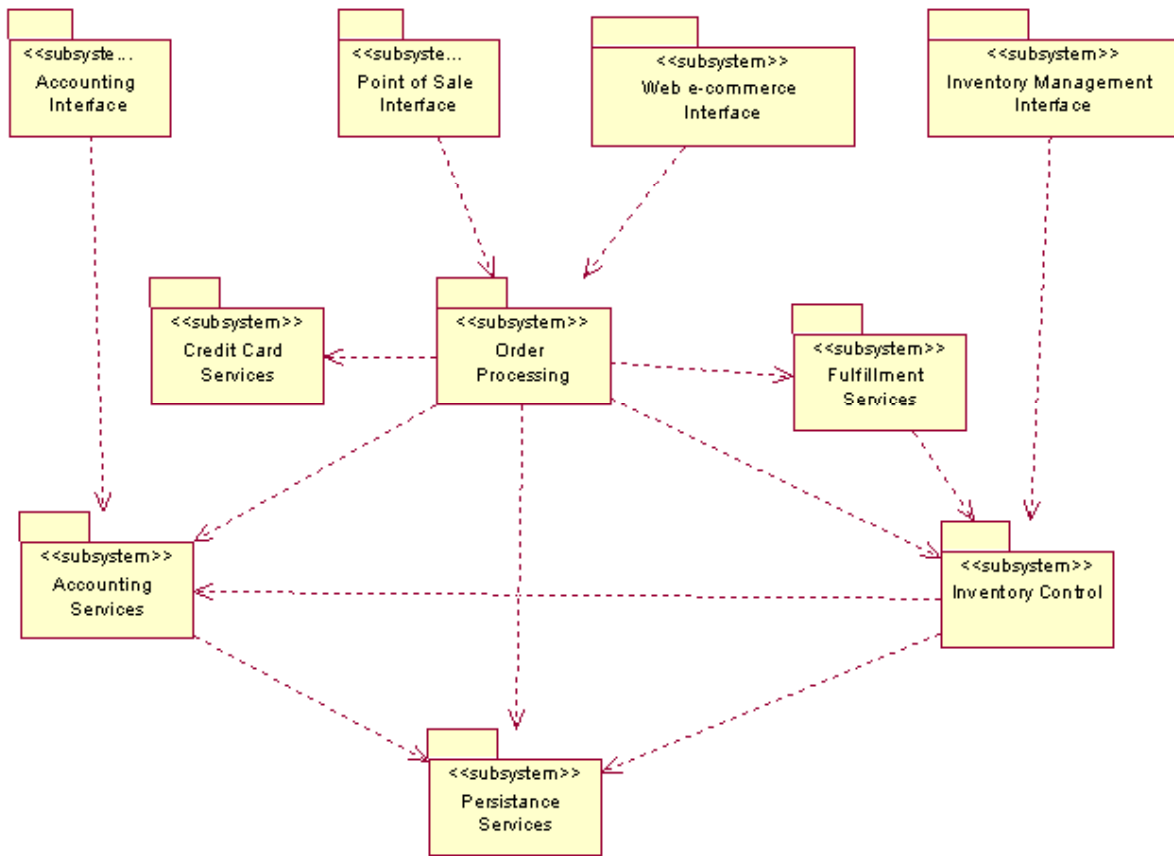 <<subsyste...
Accounting
Interface
<<subsyste...
Point of Sale
Interface
<<subsystem>>
Web e-commerce
Interface
<<subsystem>>
Inventory Management
Interface
<<subsystem>>
Credit Card
Services
<<subsystem>>
Order
Processing
<<subsystem>>
Fulfillment
Services
<<subsystem>>
Accounting
Services
<<subsystem>>
Inventory Control
<<subsystem>>
Persistance
Services